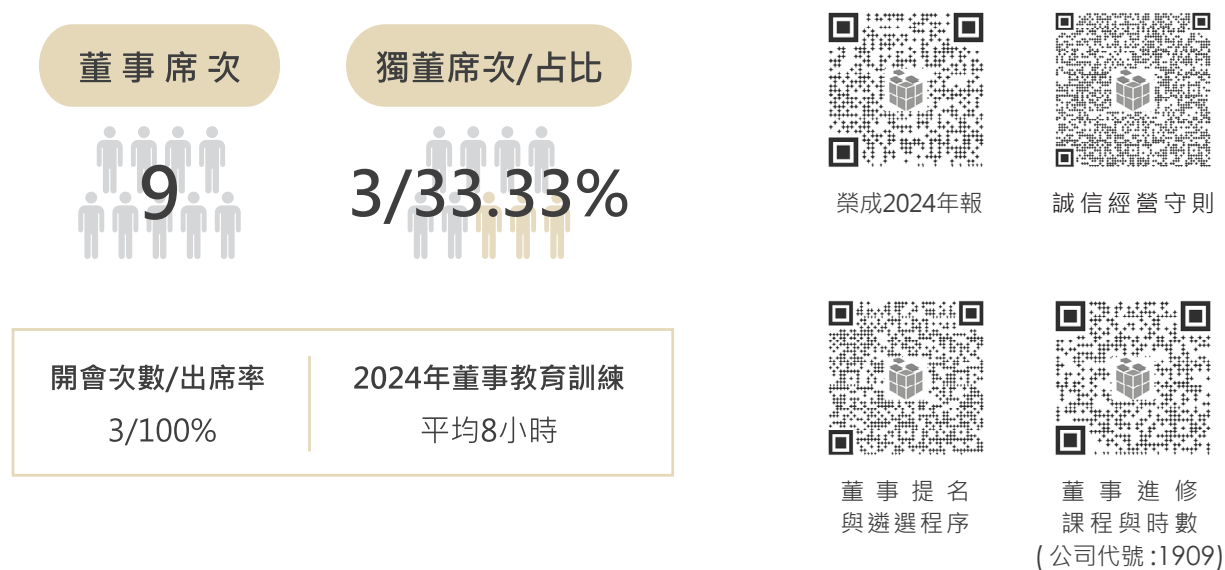 董事席次
9
獨董席次/占比
3/33.33%
開會次數/出席率
3/100%
2024年董事教育訓練
平均8小時
榮成2024年報
誠信經營守則
董事提名
與遴選程序
董事進修
課程與時數
(公司代號:1909)